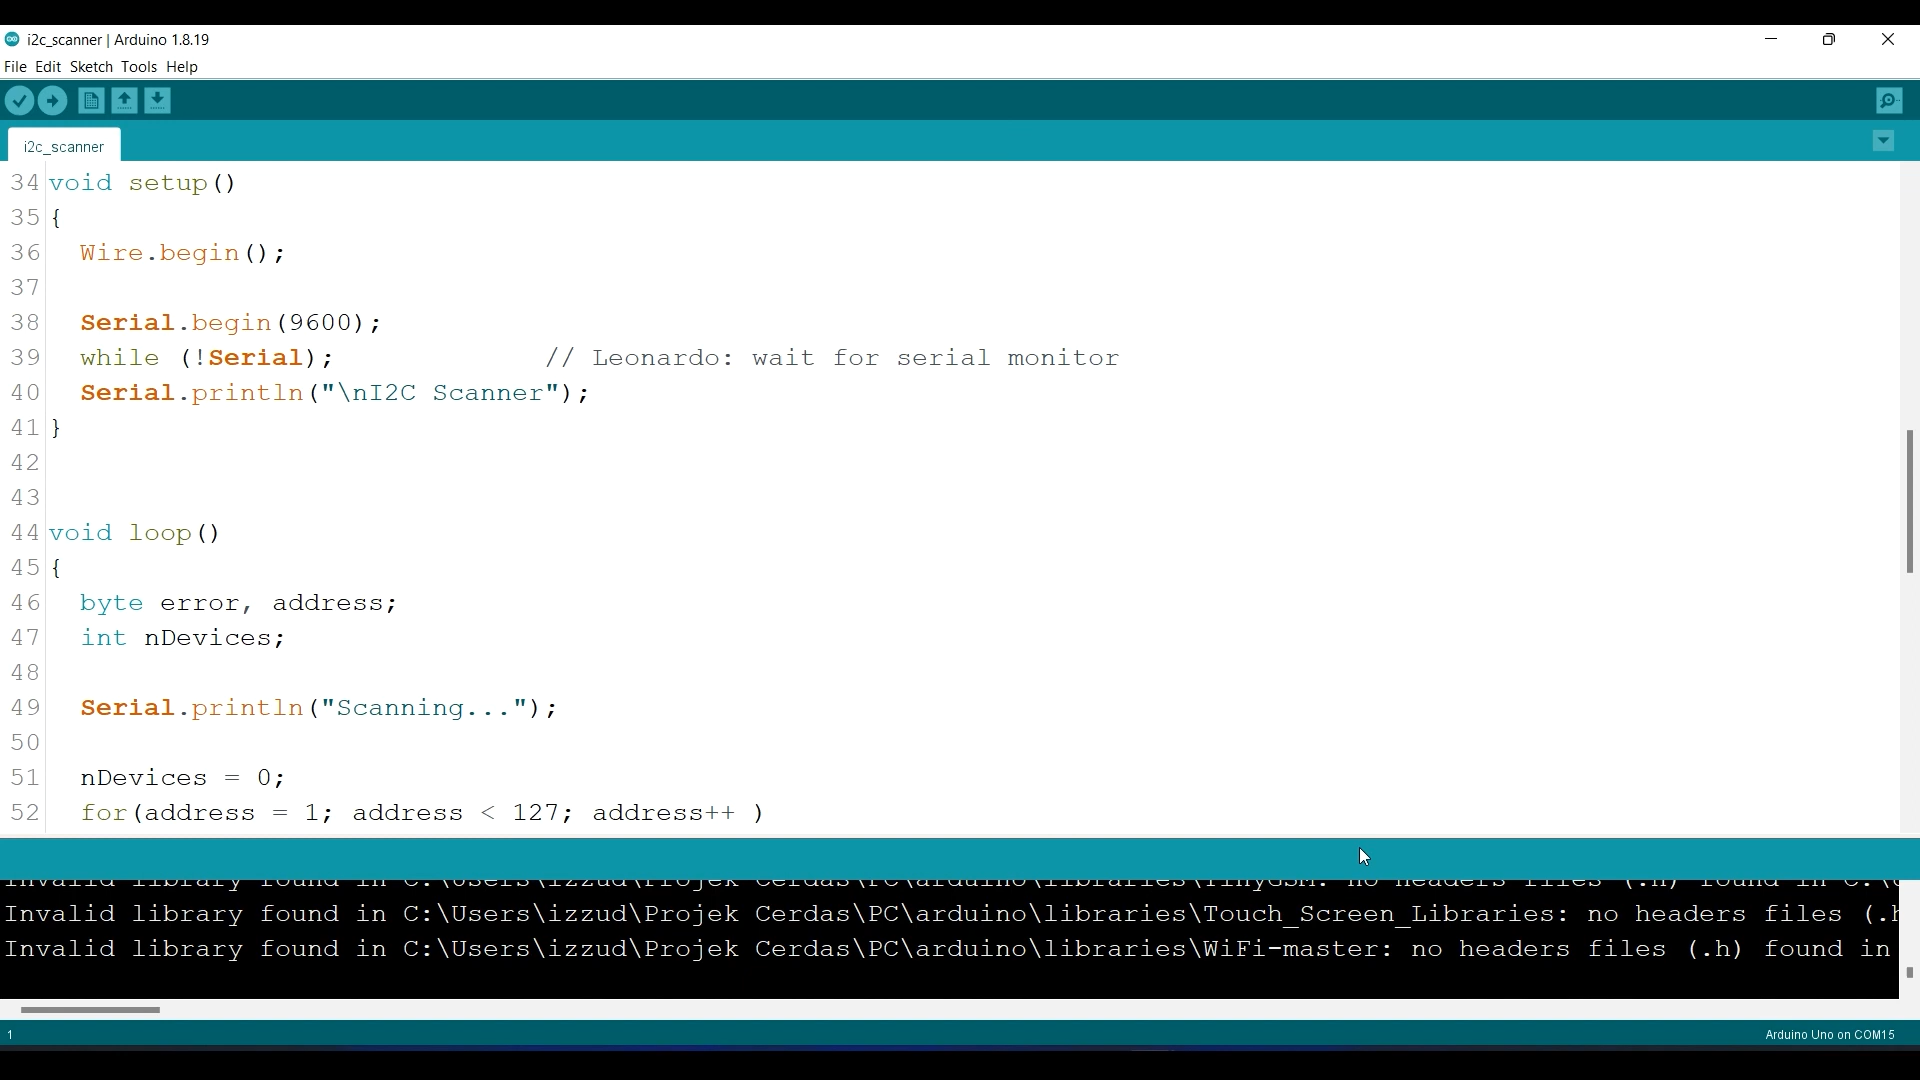 i2c_scanner | Arduino 1.8.19
File Edit Sketch Tools Help
i2c_scanner
34 void setup()
35 {
36   Wire.begin();
37
38   Serial.begin(9600);
39   while (!Serial);             // Leonardo: wait for serial monitor
40   Serial.println("\nI2C Scanner");
41 }
42
43
44 void loop()
45 {
46   byte error, address;
47   int nDevices;
48
49   Serial.println("Scanning...");
50
51   nDevices = 0;
52   for(address = 1; address < 127; address++ )
Invalid library found in C:\Users\izzud\Projek Cerdas\PC\arduino\libraries\TinyGSM: no headers files (.h) found in C:\
Invalid library found in C:\Users\izzud\Projek Cerdas\PC\arduino\libraries\Touch_Screen_Libraries: no headers files (.h
Invalid library found in C:\Users\izzud\Projek Cerdas\PC\arduino\libraries\WiFi-master: no headers files (.h) found in
1
Arduino Uno on COM15